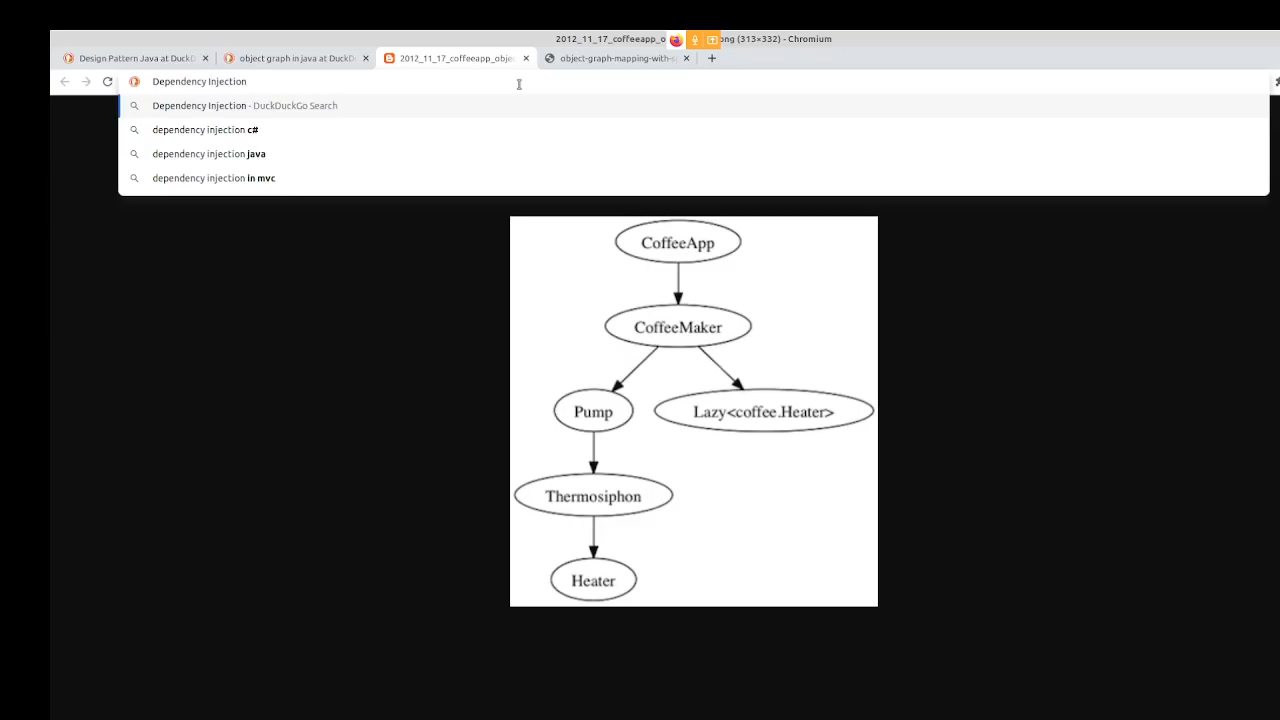 2012_11_17_coffeeapp_o ong (313×332) - Chromium
Design Pattern Java at DuckD
object graph in java at DuckD
2012_11_17_coffeeapp_obje
object-graph-mapping-with-s
Dependency Injection
Dependency Injection - DuckDuckGo Search
dependency injection c#
dependency injection java
dependency injection in mvc
CoffeeApp
CoffeeMaker
Pump
Lazy<coffee.Heater>
Thermosiphon
Heater